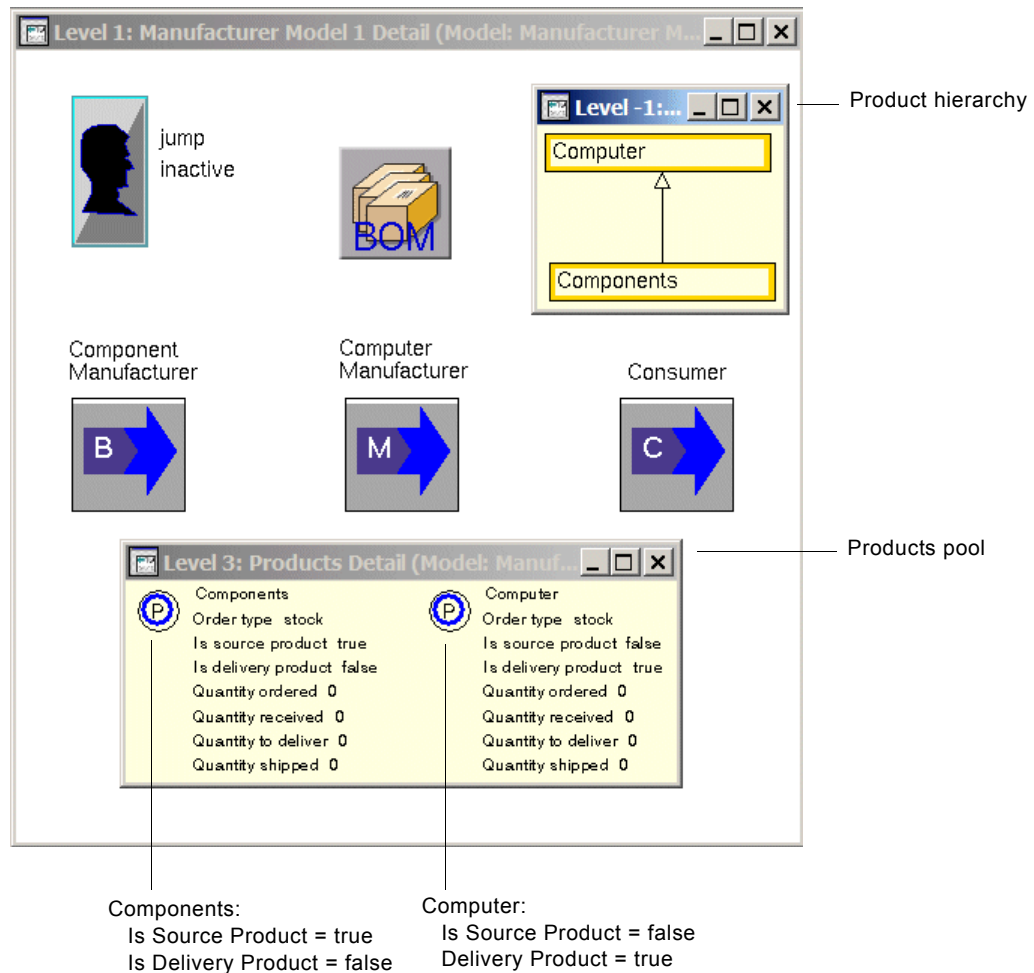 Level 1: Manufacturer Model 1 Detail (Model: Manufacturer M...
Level -1:...
Product hierarchy
jump
inactive
BOM
Computer
Components
Component
Manufacturer
Computer
Manufacturer
Consumer
B
M
C
Level 3: Products Detail (Model: Manuf...
Products pool
P
Components
Order type stock
Is source product true
Is delivery product false
Quantity ordered 0
Quantity received 0
Quantity to deliver 0
Quantity shipped 0
P
Computer
Order type stock
Is source product false
Is delivery product true
Quantity ordered 0
Quantity received 0
Quantity to deliver 0
Quantity shipped 0
Components:
Is Source Product = true
Is Delivery Product = false
Computer:
Is Source Product = false
Delivery Product = true